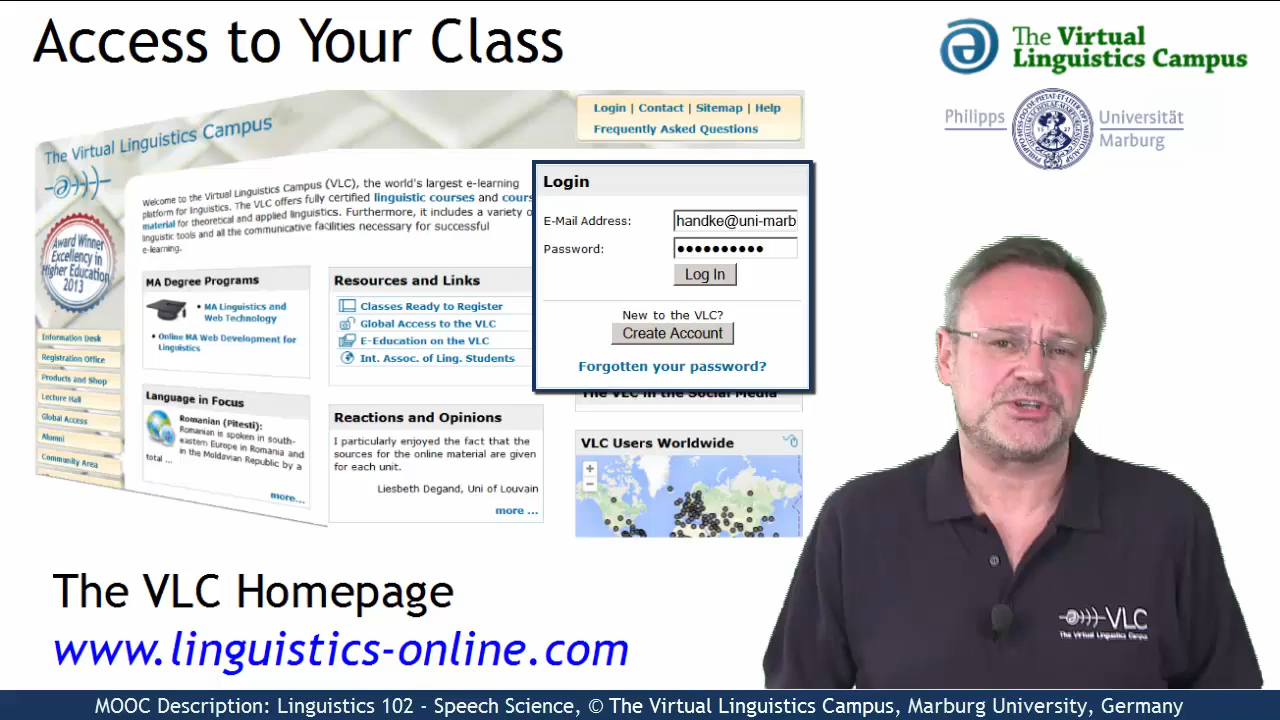 Access to Your Class
The Virtual
Linguistics Campus
Philipps
Universität
Marburg
The Virtual Linguistics Campus
Login | Contact | Sitemap | Help
Frequently Asked Questions
Welcome to the Virtual Linguistics Campus (VLC), the world's largest e-learning
platform for linguistics. The VLC offers fully certified linguistic courses and cours
material for theoretical and applied linguistics. Furthermore, it includes a variety o
linguistic tools and all the communicative facilities necessary for successful
e-learning.
Award Winner
Excellency in
Higher Education
2013
Information Desk
Registration Office
Products and Shop
Lecture Hall
Global Access
Alumni
Community Area
MA Degree Programs
• MA Linguistics and
Web Technology
• Online MA Web Development for
Linguistics
Language in Focus
Romanian (Pitesti):
Romanian is spoken in south-
eastern Europe in Romania and
in the Moldavian Republic by a
total ...
more...
Resources and Links
Classes Ready to Register
Global Access to the VLC
E-Education on the VLC
Int. Assoc. of Ling. Students
Reactions and Opinions
I particularly enjoyed the fact that the
sources for the online material are given
for each unit.
Liesbeth Degand, Uni of Louvain
more ...
Login
E-Mail Address: handke@uni-marb
Password: ●●●●●●●●●●
Log In
New to the VLC?
Create Account
Forgotten your password?
The VLC in the Social Media
VLC Users Worldwide
VLC
The Virtual Linguistics Campus
The VLC Homepage
www.linguistics-online.com
MOOC Description: Linguistics 102 - Speech Science, © The Virtual Linguistics Campus, Marburg University, Germany